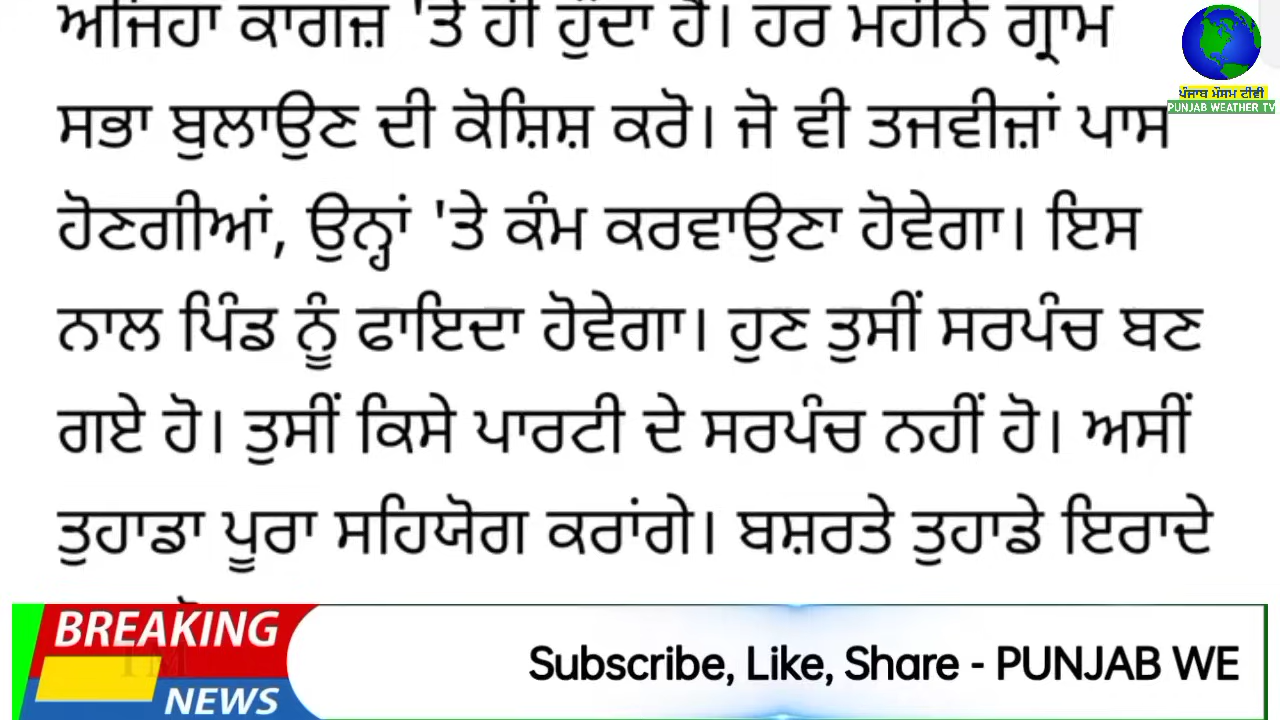 ਅਜਿਹਾ ਕਾਗਜ਼ 'ਤੇ ਹੀ ਹੁੰਦਾ ਹੈ। ਹਰ ਮਹੀਨੇ ਗ੍ਰਾਮ
ਸਭਾ ਬੁਲਾਉਣ ਦੀ ਕੋਸ਼ਿਸ਼ ਕਰੋ। ਜੋ ਵੀ ਤਜਵੀਜ਼ਾਂ ਪਾਸ
ਹੋਣਗੀਆਂ, ਉਨ੍ਹਾਂ 'ਤੇ ਕੰਮ ਕਰਵਾਉਣਾ ਹੋਵੇਗਾ। ਇਸ
ਨਾਲ ਪਿੰਡ ਨੂੰ ਫਾਇਦਾ ਹੋਵੇਗਾ। ਹੁਣ ਤੁਸੀਂ ਸਰਪੰਚ ਬਣ
ਗਏ ਹੋ। ਤੁਸੀਂ ਕਿਸੇ ਪਾਰਟੀ ਦੇ ਸਰਪੰਚ ਨਹੀਂ ਹੋ। ਅਸੀਂ
ਤੁਹਾਡਾ ਪੂਰਾ ਸਹਿਯੋਗ ਕਰਾਂਗੇ। ਬਸ਼ਰਤੇ ਤੁਹਾਡੇ ਇਰਾਦੇ
ਪੰਜਾਬ ਮੌਸਮ ਟੀਵੀ
PUNJAB WEATHER TV
BREAKING
NEWS
Subscribe, Like, Share - PUNJAB WE